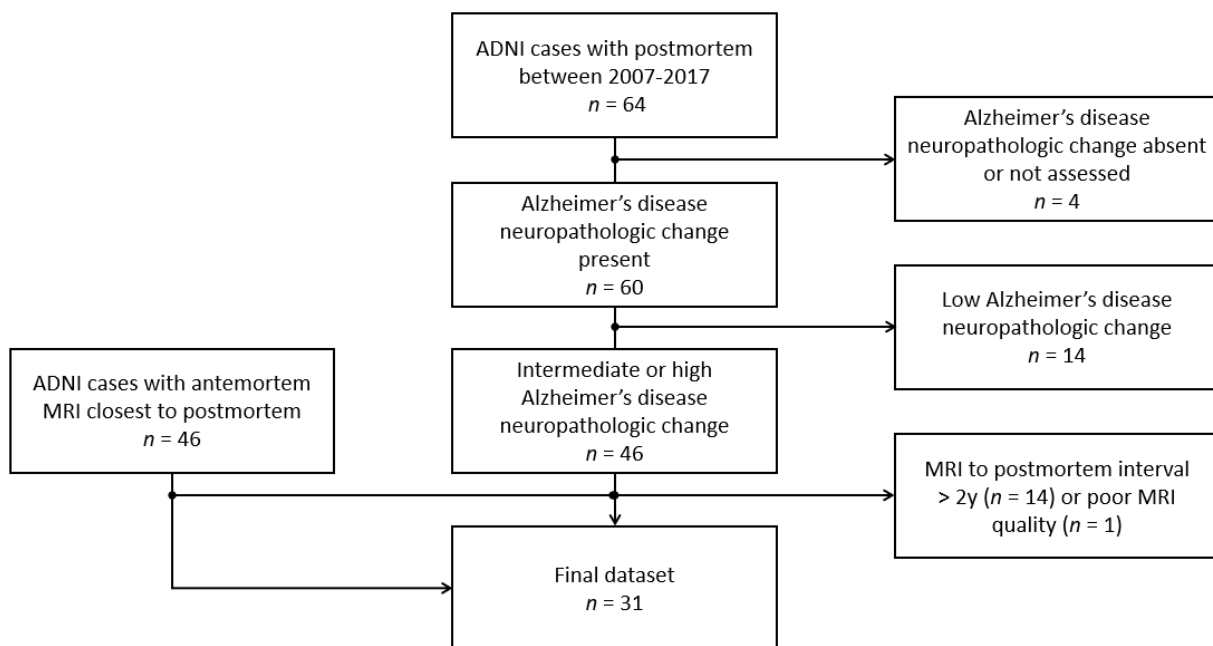 ADNI cases with postmortem
between 2007-2017
n = 64
Alzheimer’s disease
neuropathologic change absent
or not assessed
n = 4
Alzheimer’s disease
neuropathologic change
present
n = 60
Low Alzheimer’s disease
neuropathologic change
n = 14
ADNI cases with antemortem
MRI closest to postmortem
n = 46
Intermediate or high
Alzheimer’s disease
neuropathologic change
n = 46
MRI to postmortem interval
> 2y (n = 14) or poor MRI
quality (n = 1)
Final dataset
n = 31